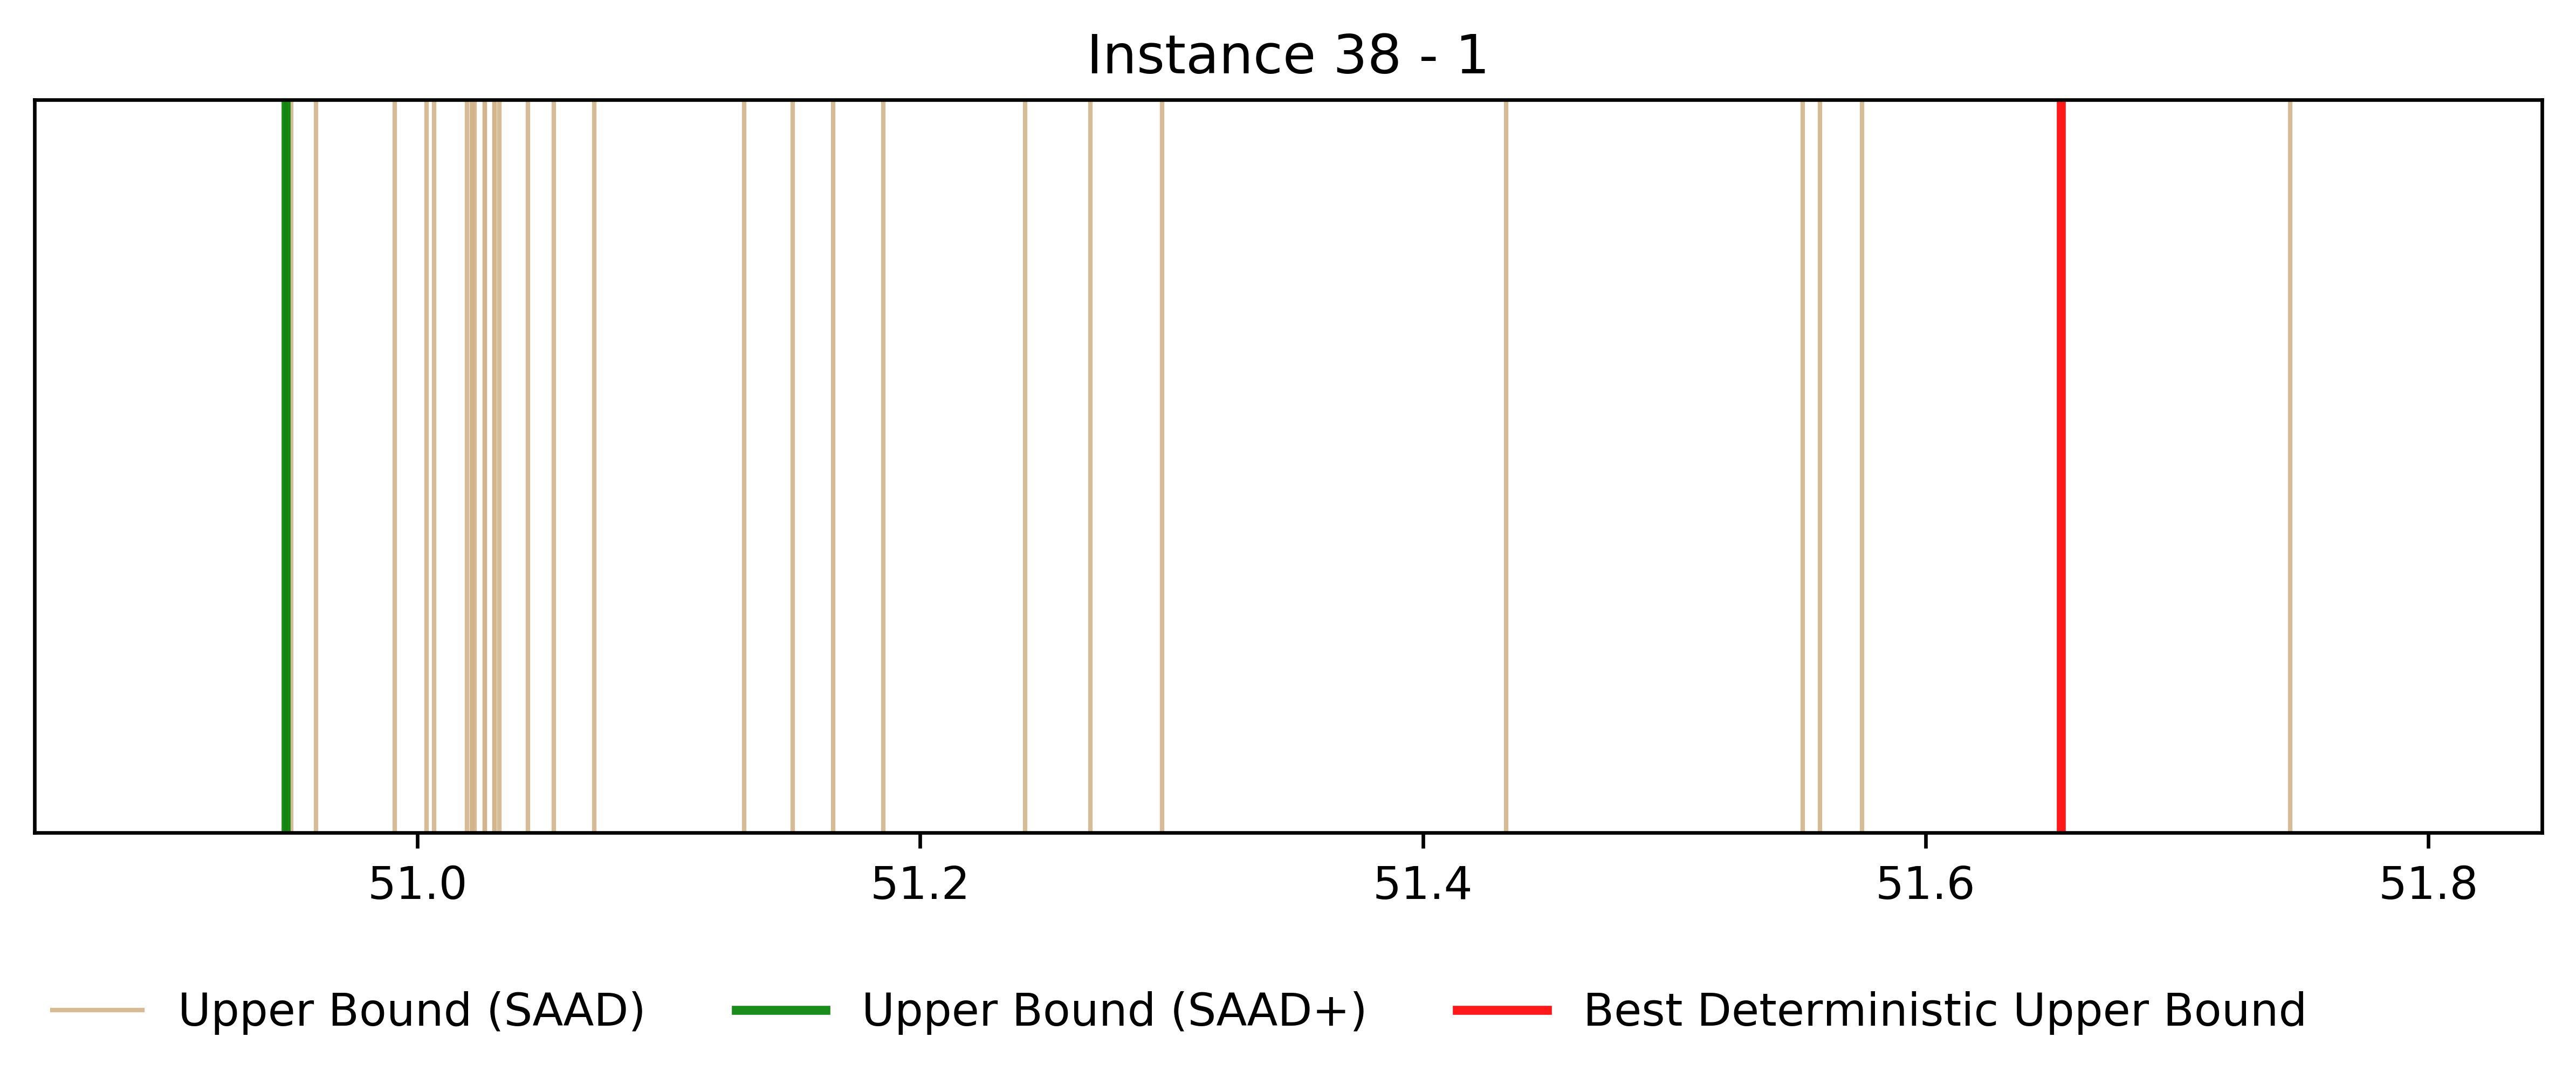 Instance 38 - 1
51.0 51.2 51.4 51.6 51.8
Upper Bound (SAAD) Upper Bound (SAAD+) Best Deterministic Upper Bound